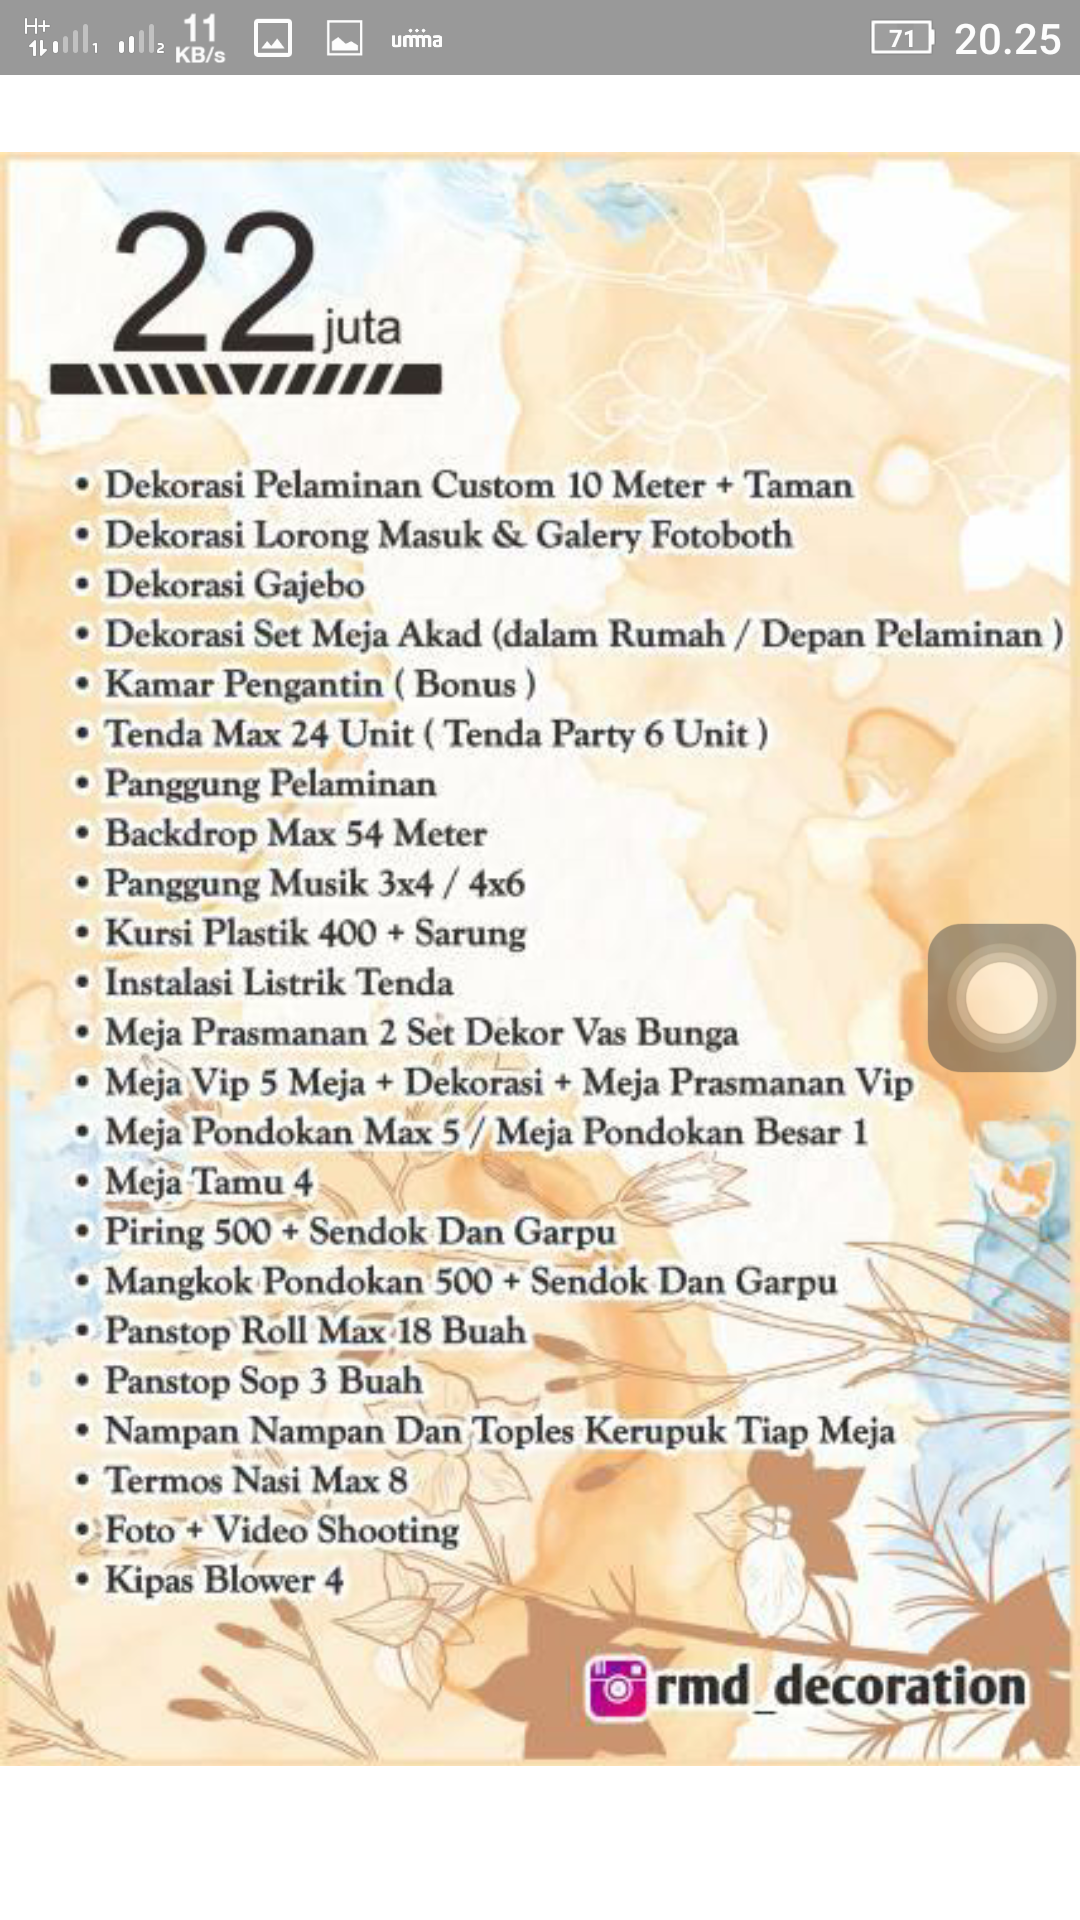 H+
1
2
11
KB/s
umma
71
20.25
22 juta
• Dekorasi Pelaminan Custom 10 Meter + Taman
• Dekorasi Lorong Masuk & Galery Fotoboth
• Dekorasi Gajebo
• Dekorasi Set Meja Akad (dalam Rumah / Depan Pelaminan )
• Kamar Pengantin ( Bonus )
• Tenda Max 24 Unit ( Tenda Party 6 Unit )
• Panggung Pelaminan
• Backdrop Max 54 Meter
• Panggung Musik 3x4 / 4x6
• Kursi Plastik 400 + Sarung
• Instalasi Listrik Tenda
• Meja Prasmanan 2 Set Dekor Vas Bunga
• Meja Vip 5 Meja + Dekorasi + Meja Prasmanan Vip
• Meja Pondokan Max 5 / Meja Pondokan Besar 1
• Meja Tamu 4
• Piring 500 + Sendok Dan Garpu
• Mangkok Pondokan 500 + Sendok Dan Garpu
• Panstop Roll Max 18 Buah
• Panstop Sop 3 Buah
• Nampan Nampan Dan Toples Kerupuk Tiap Meja
• Termos Nasi Max 8
• Foto + Video Shooting
• Kipas Blower 4
rmd_decoration